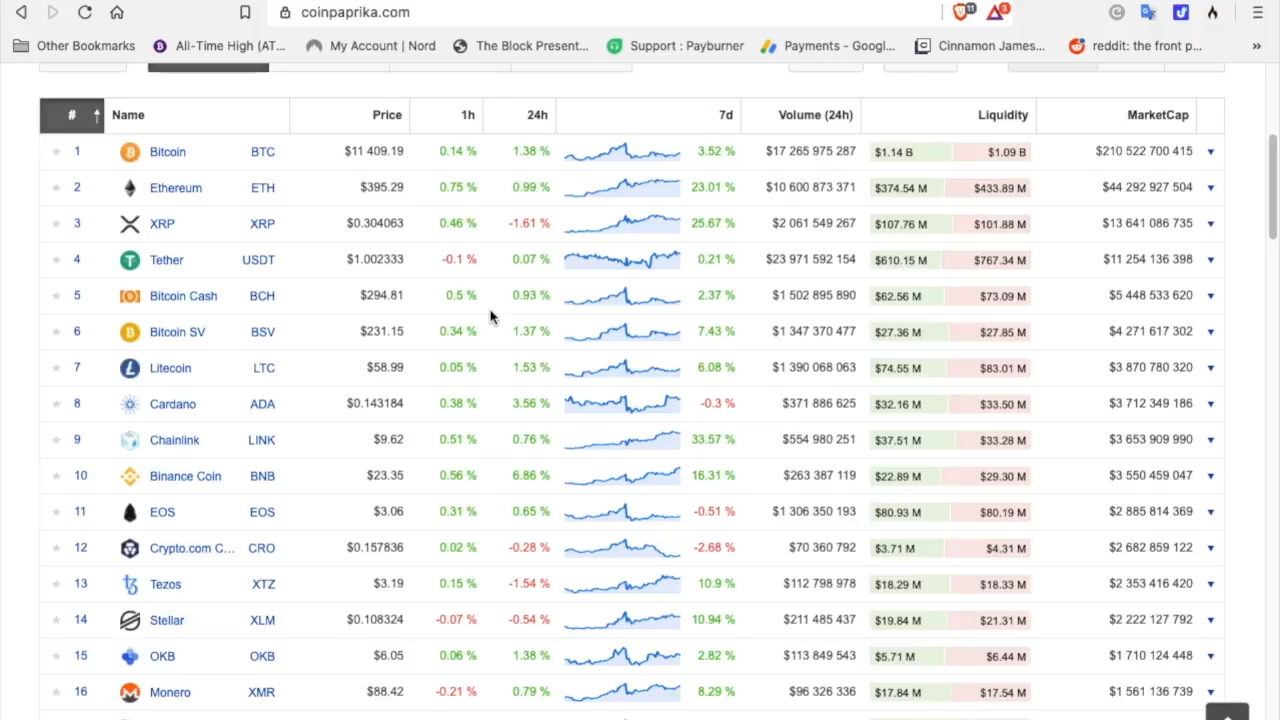 coinpaprika.com 11 3
Other Bookmarks All-Time High (AT... My Account | Nord The Block Present... Support : Payburner Payments - Googl... Cinnamon James... reddit: the front p... »
# Name Price 1h 24h 7d Volume (24h) Liquidity MarketCap
1 Bitcoin BTC $11 409.19 0.14 % 1.38 % 3.52 % $17 265 975 287 $1.14 B $1.09 B $210 522 700 415
2 Ethereum ETH $395.29 0.75 % 0.99 % 23.01 % $10 600 873 371 $374.54 M $433.89 M $44 292 927 504
3 XRP XRP $0.304063 0.46 % -1.61 % 25.67 % $2 061 549 267 $107.76 M $101.88 M $13 641 086 735
4 Tether USDT $1.002333 -0.1 % 0.07 % 0.21 % $23 971 592 154 $610.15 M $767.34 M $11 254 136 398
5 Bitcoin Cash BCH $294.81 0.5 % 0.93 % 2.37 % $1 502 895 890 $62.56 M $73.09 M $5 448 533 620
6 Bitcoin SV BSV $231.15 0.34 % 1.37 % 7.43 % $1 347 370 477 $27.36 M $27.85 M $4 271 617 302
7 Litecoin LTC $58.99 0.05 % 1.53 % 6.08 % $1 390 068 063 $74.55 M $83.01 M $3 870 780 320
8 Cardano ADA $0.143184 0.38 % 3.56 % -0.3 % $371 886 625 $32.16 M $33.50 M $3 712 349 186
9 Chainlink LINK $9.62 0.51 % 0.76 % 33.57 % $554 980 251 $37.51 M $33.28 M $3 653 909 990
10 Binance Coin BNB $23.35 0.56 % 6.86 % 16.31 % $263 387 119 $22.89 M $29.30 M $3 550 459 047
11 EOS EOS $3.06 0.31 % 0.65 % -0.51 % $1 306 350 193 $80.93 M $80.19 M $2 885 814 369
12 Crypto.com C... CRO $0.157836 0.02 % -0.28 % -2.68 % $70 360 792 $3.71 M $4.31 M $2 682 859 122
13 Tezos XTZ $3.19 0.15 % -1.54 % 10.9 % $112 798 978 $18.29 M $18.33 M $2 353 416 420
14 Stellar XLM $0.108324 -0.07 % -0.54 % 10.94 % $211 485 437 $19.84 M $21.31 M $2 222 127 792
15 OKB OKB $6.05 0.06 % 1.38 % 2.82 % $113 849 543 $5.71 M $6.44 M $1 710 124 448
16 Monero XMR $88.42 -0.21 % 0.79 % 8.29 % $96 326 336 $17.84 M $17.54 M $1 561 136 739